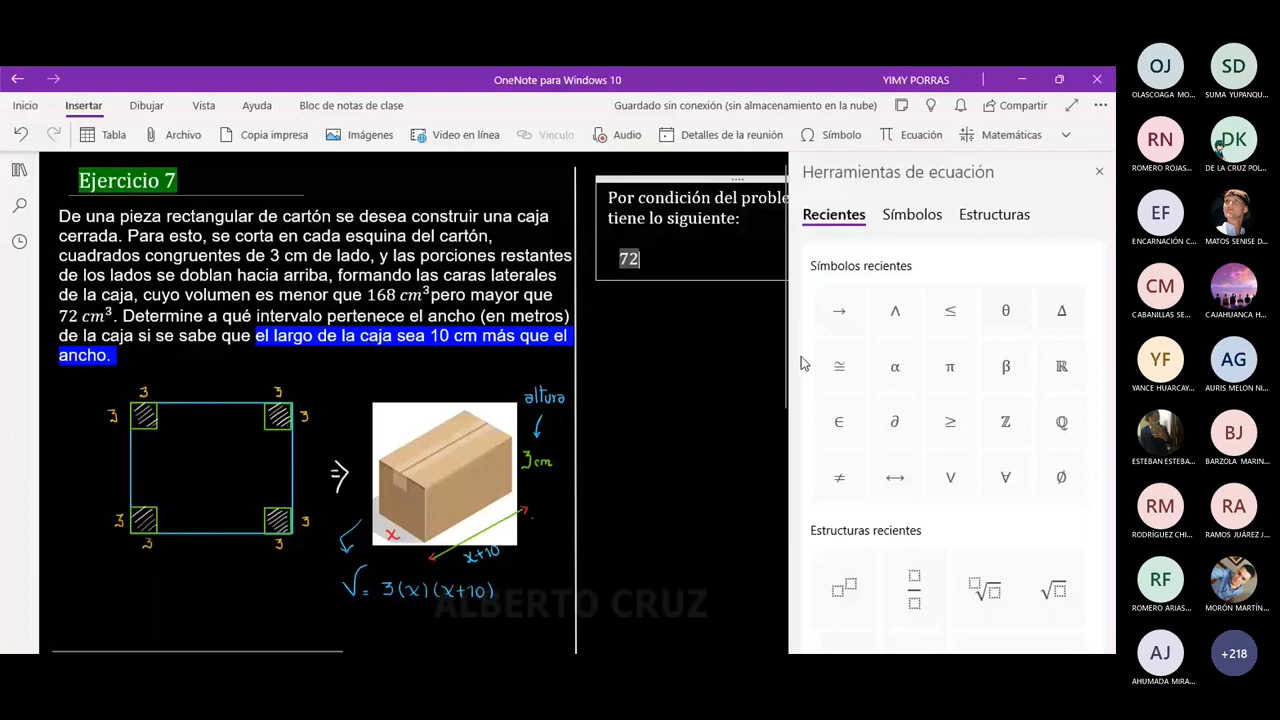 OneNote para Windows 10
YIMY PORRAS
Inicio
Insertar
Dibujar
Vista
Ayuda
Bloc de notas de clase
Guardado sin conexión (sin almacenamiento en la nube)
Compartir
Tabla
Archivo
Copia impresa
Imágenes
Video en línea
Vínculo
Audio
Detalles de la reunión
Símbolo
Ecuación
Matemáticas
Ejercicio 7
De una pieza rectangular de cartón se desea construir una caja
cerrada. Para esto, se corta en cada esquina del cartón,
cuadrados congruentes de 3 cm de lado, y las porciones restantes
de los lados se doblan hacia arriba, formando las caras laterales
de la caja, cuyo volumen es menor que 168 cm³pero mayor que
72 cm³. Determine a qué intervalo pertenece el ancho (en metros)
de la caja si se sabe que el largo de la caja sea 10 cm más que el
ancho.
3 3
3 3
3 3
3 3
⇒
altura
3cm
x
x+10
V= 3(x)(x+10)
ALBERTO CRUZ
Por condición del proble
tiene lo siguiente:
72
Herramientas de ecuación
Recientes
Símbolos
Estructuras
Símbolos recientes
→ ∧ ≤ θ Δ
≅ α π β ℝ
∈ ∂ ≥ ℤ ℚ
≠ ↔ ∨ ∀ ∅
Estructuras recientes
OJ
OLASCOAGA MO...
SD
SUMA YUPANQU...
RN
ROMERO ROJAS...
DK
DE LA CRUZ POL...
EF
ENCARNACIÓN C...
MATOS SENISE D...
CM
CABANILLAS SE...
CAJAHUANCA H...
YF
YANCE HUARCAY...
AG
AURIS MELON NI...
ESTEBAN ESTEBA...
BJ
BARZOLA MARIN...
RM
RODRÍGUEZ CHI...
RA
RAMOS JUÁREZ J...
RF
ROMERO ARIAS...
MORÓN MARTÍN...
AJ
AHUMADA MIRA...
+218